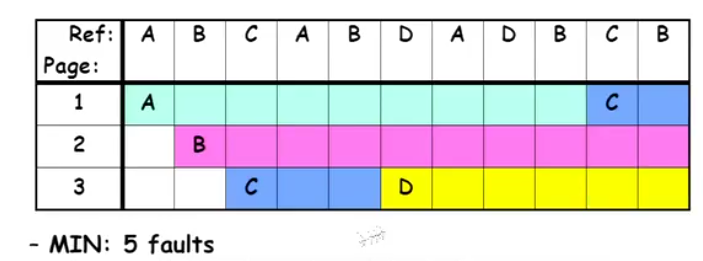 Ref: A B C A B D A D B C B
Page:
1 A C
2 B
3 C D
- MIN: 5 faults